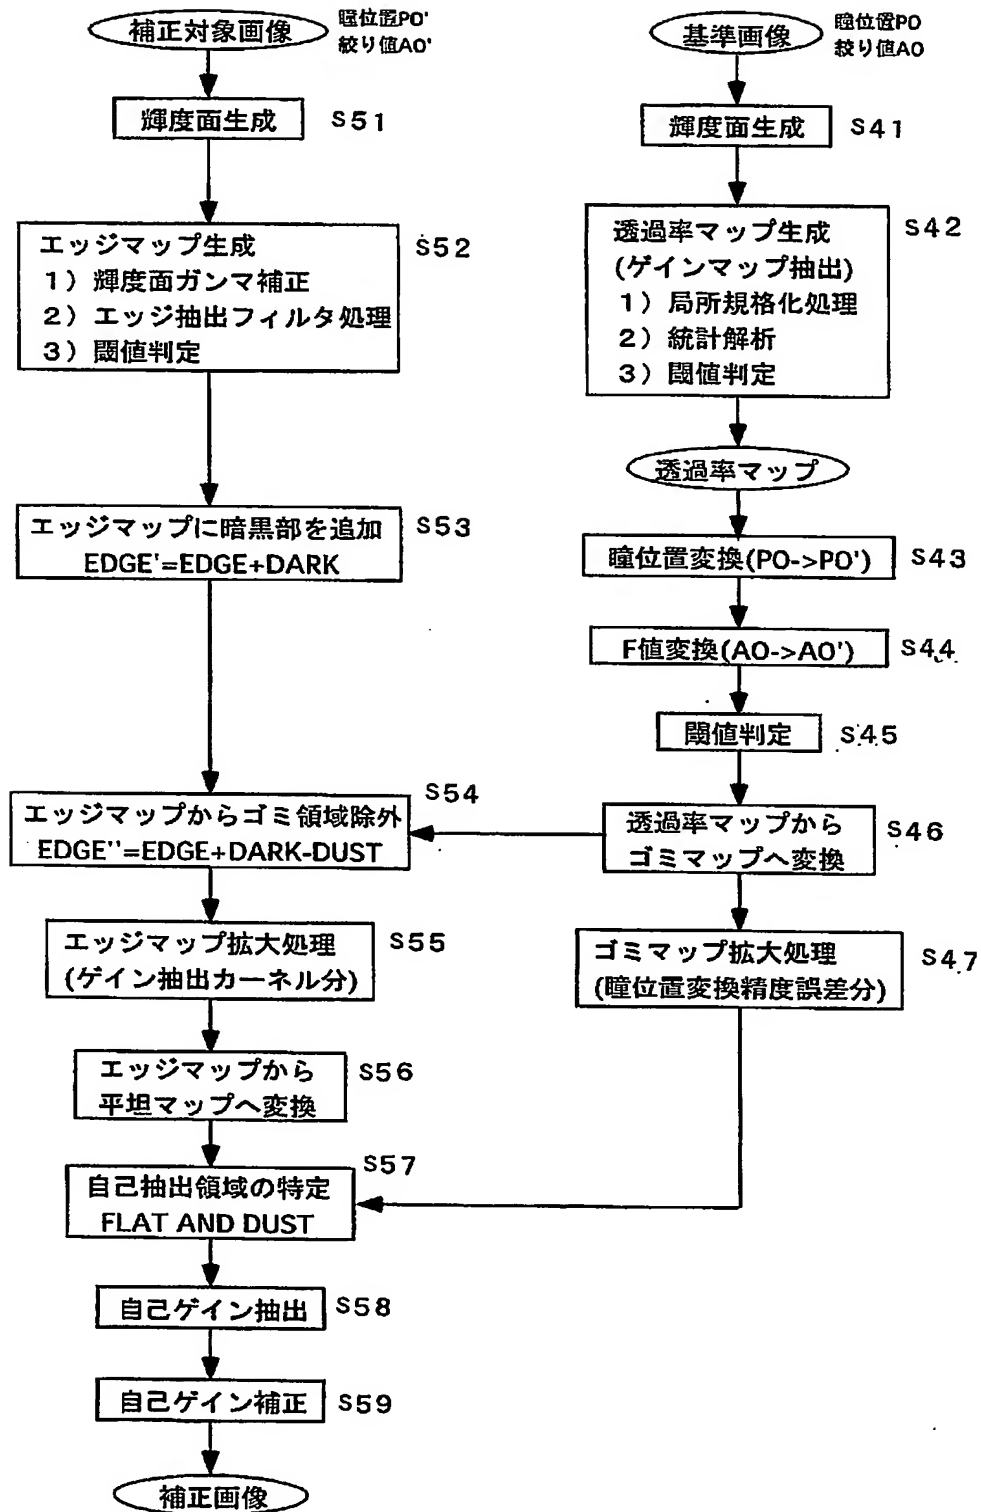 補正対象画像
瞳位置PO'
絞り値AO'
輝度面生成
S51
エッジマップ生成
1）輝度面ガンマ補正
2）エッジ抽出フィルタ処理
3）閾値判定
S52
エッジマップに暗黒部を追加
EDGE'=EDGE+DARK
S53
エッジマップからゴミ領域除外
EDGE''=EDGE+DARK-DUST
S54
エッジマップ拡大処理
(ゲイン抽出カーネル分)
S55
エッジマップから
平坦マップへ変換
S56
自己抽出領域の特定
FLAT AND DUST
S57
自己ゲイン抽出
S58
自己ゲイン補正
S59
補正画像
基準画像
瞳位置PO
絞り値AO
輝度面生成
S41
透過率マップ生成
(ゲインマップ抽出)
1）局所規格化処理
2）統計解析
3）閾値判定
S42
透過率マップ
瞳位置変換(PO->PO')
S43
F値変換(AO->AO')
S44
閾値判定
S45
透過率マップから
ゴミマップへ変換
S46
ゴミマップ拡大処理
(瞳位置変換精度誤差分)
S47